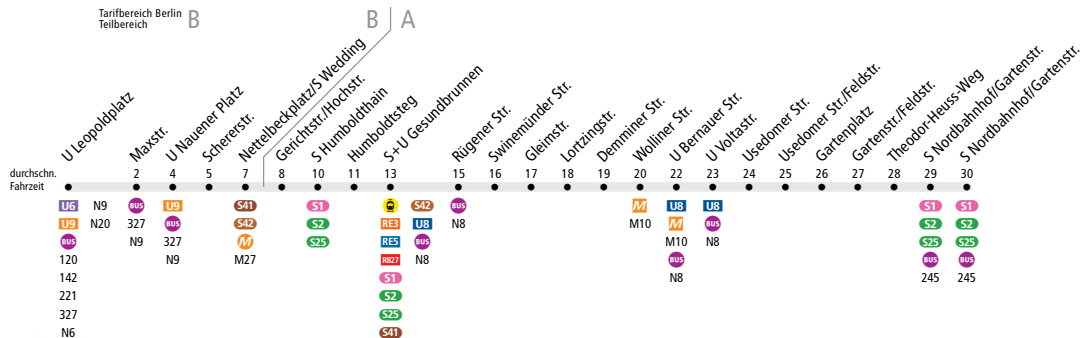 Tarifbereich Berlin
Teilbereich
B
B
A
U Leopoldplatz
Maxstr.
U Nauener Platz
Schererstr.
Nettelbeckplatz/S Wedding
Gerichtstr./Hochstr.
S Humboldthain
Humboldtsteg
S+U Gesundbrunnen
Rügener Str.
Swinemünder Str.
Gleimstr.
Lortzingstr.
Demminer Str.
Wolliner Str.
U Bernauer Str.
U Voltastr.
Usedomer Str.
Usedomer Str./Feldstr.
Gartenplatz
Gartenstr./Feldstr.
Theodor-Heuss-Weg
S Nordbahnhof/Gartenstr.
S Nordbahnhof/Gartenstr.
durchschn. 2 4 5 7 8 10 11 13 15 16 17 18 19 20 22 23 24 25 26 27 28 29 30
Fahrzeit
U6 N9 BUS U9 S41 S1 S42 BUS M U8 U8 S1 S1
U9 N20 327 BUS S42 S2 RE3 U8 N8 M10 M BUS S2 S2
BUS N9 327 M S25 RE5 BUS M10 N8 S25 S25
120 N9 M27 RB27 N8 BUS BUS BUS
142 S1 N8 245 245
221 S2
327 S25
N6 S41